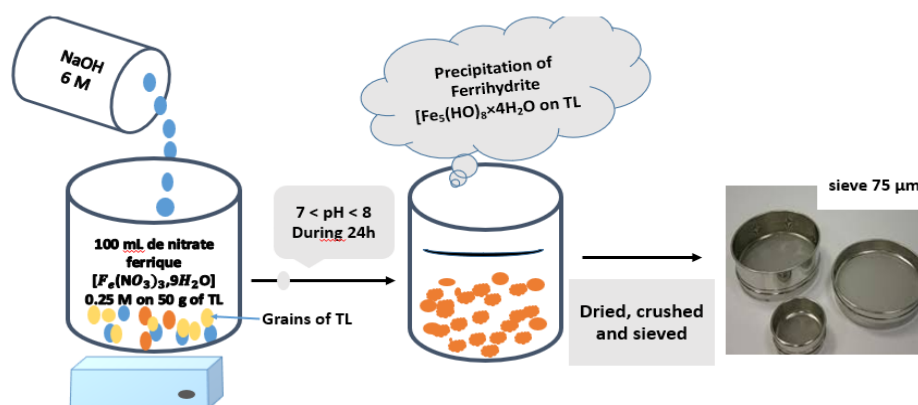 NaOH
6 M
100 mL de nitrate
ferrique
[Fₑ(NO₃)₃,9H₂O]
0.25 M on 50 g of TL
Grains of TL
7 < pH < 8
During 24h
Precipitation of
Ferrihydrite
[Fe₅(HO)₈×4H₂O on TL
Dried, crushed
and sieved
sieve 75 µm